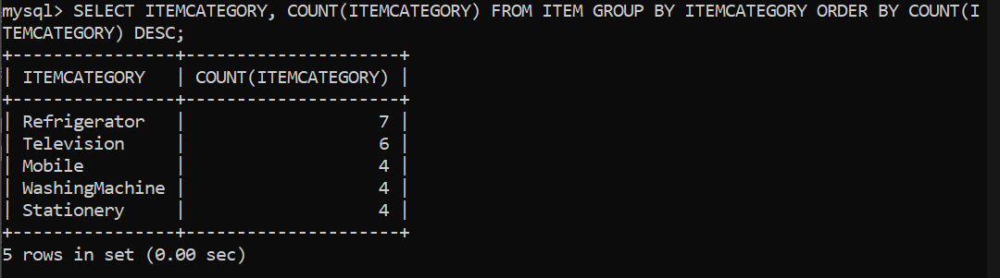 mysql> SELECT ITEMCATEGORY, COUNT(ITEMCATEGORY) FROM ITEM GROUP BY ITEMCATEGORY ORDER BY COUNT(I
TEMCATEGORY) DESC;
+----------------+---------------------+
| ITEMCATEGORY   | COUNT(ITEMCATEGORY) |
+----------------+---------------------+
| Refrigerator   |                   7 |
| Television     |                   6 |
| Mobile         |                   4 |
| WashingMachine |                   4 |
| Stationery     |                   4 |
+----------------+---------------------+
5 rows in set (0.00 sec)